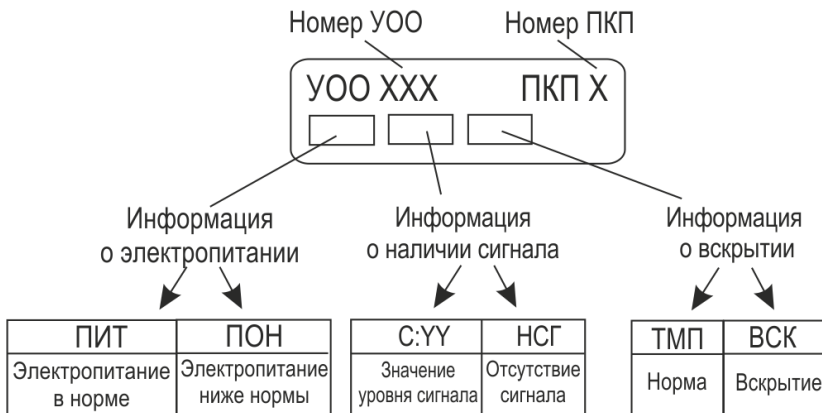 Номер УОО Номер ПКП
УОО XXX ПКП X
Информация о электропитании
Информация о наличии сигнала
Информация о вскрытии
ПИТ ПОН С:YY НСГ ТМП ВСК
Электропитание в норме
Электропитание ниже нормы
Значение уровня сигнала
Отсутствие сигнала
Норма
Вскрытие